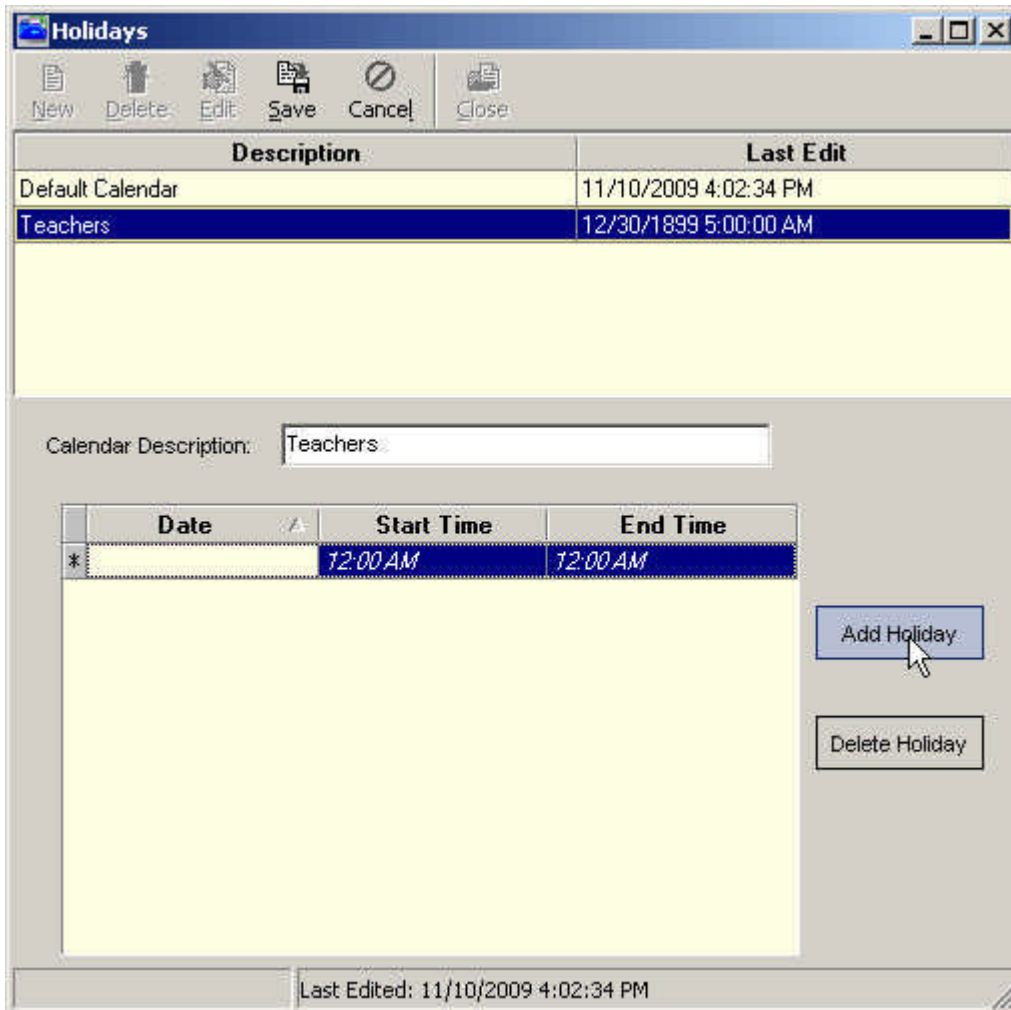 Holidays
New Delete Edit Save Cancel Close
Description Last Edit
Default Calendar 11/10/2009 4:02:34 PM
Teachers 12/30/1899 5:00:00 AM
Calendar Description: Teachers
Date Start Time End Time
* 12:00 AM 12:00 AM
Add Holiday
Delete Holiday
Last Edited: 11/10/2009 4:02:34 PM